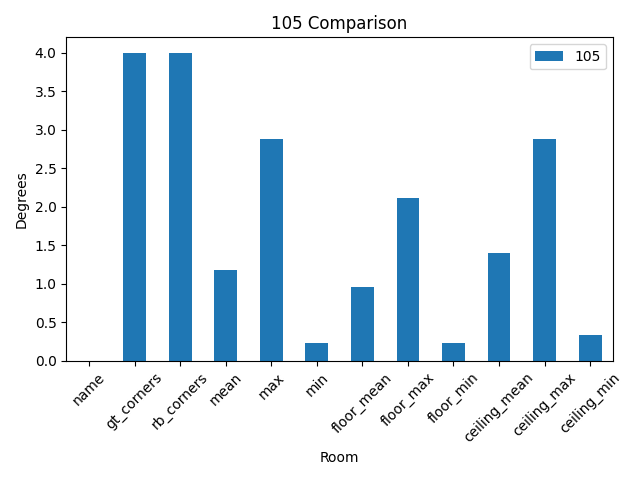 105 Comparison
105
Degrees
4.0
3.5
3.0
2.5
2.0
1.5
1.0
0.5
0.0
name
gt_corners
rb_corners
mean
max
min
floor_mean
floor_max
floor_min
ceiling_mean
ceiling_max
ceiling_min
Room